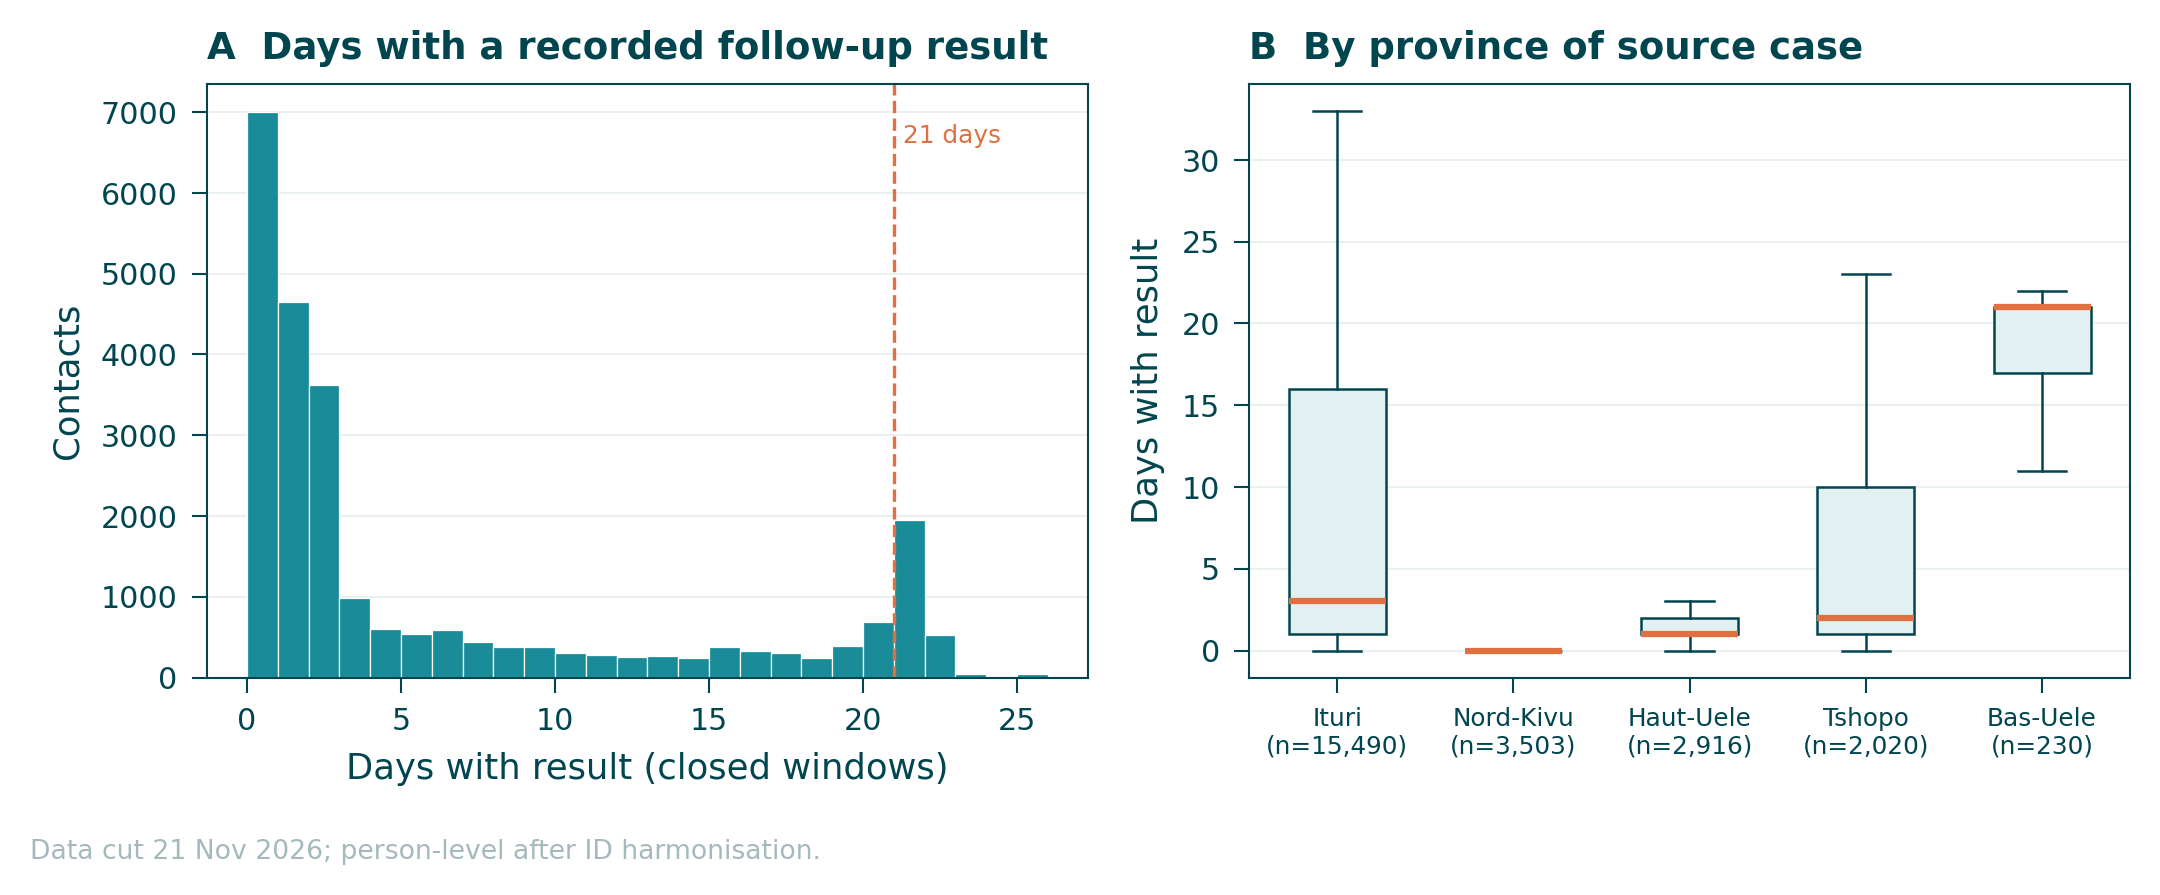 A  Days with a recorded follow-up result
7000
6000
5000
4000
3000
2000
1000
0
Contacts
21 days
0 5 10 15 20 25
Days with result (closed windows)
B  By province of source case
30
25
20
15
10
5
0
Days with result
Ituri
(n=15,490)
Nord-Kivu
(n=3,503)
Haut-Uele
(n=2,916)
Tshopo
(n=2,020)
Bas-Uele
(n=230)
Data cut 21 Nov 2026; person-level after ID harmonisation.